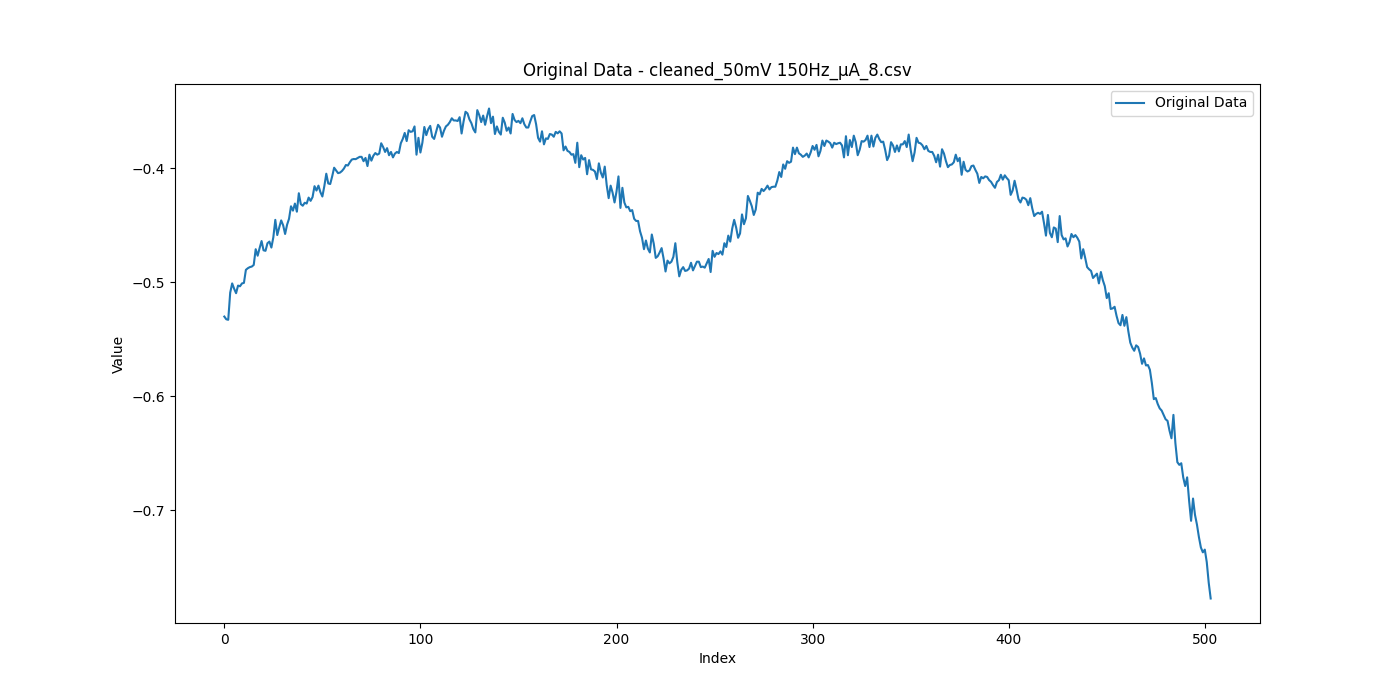 Original Data - cleaned_50mV 150Hz_μA_8.csv
Original Data
Value
−0.4
−0.5
−0.6
−0.7
0 100 200 300 400 500
Index